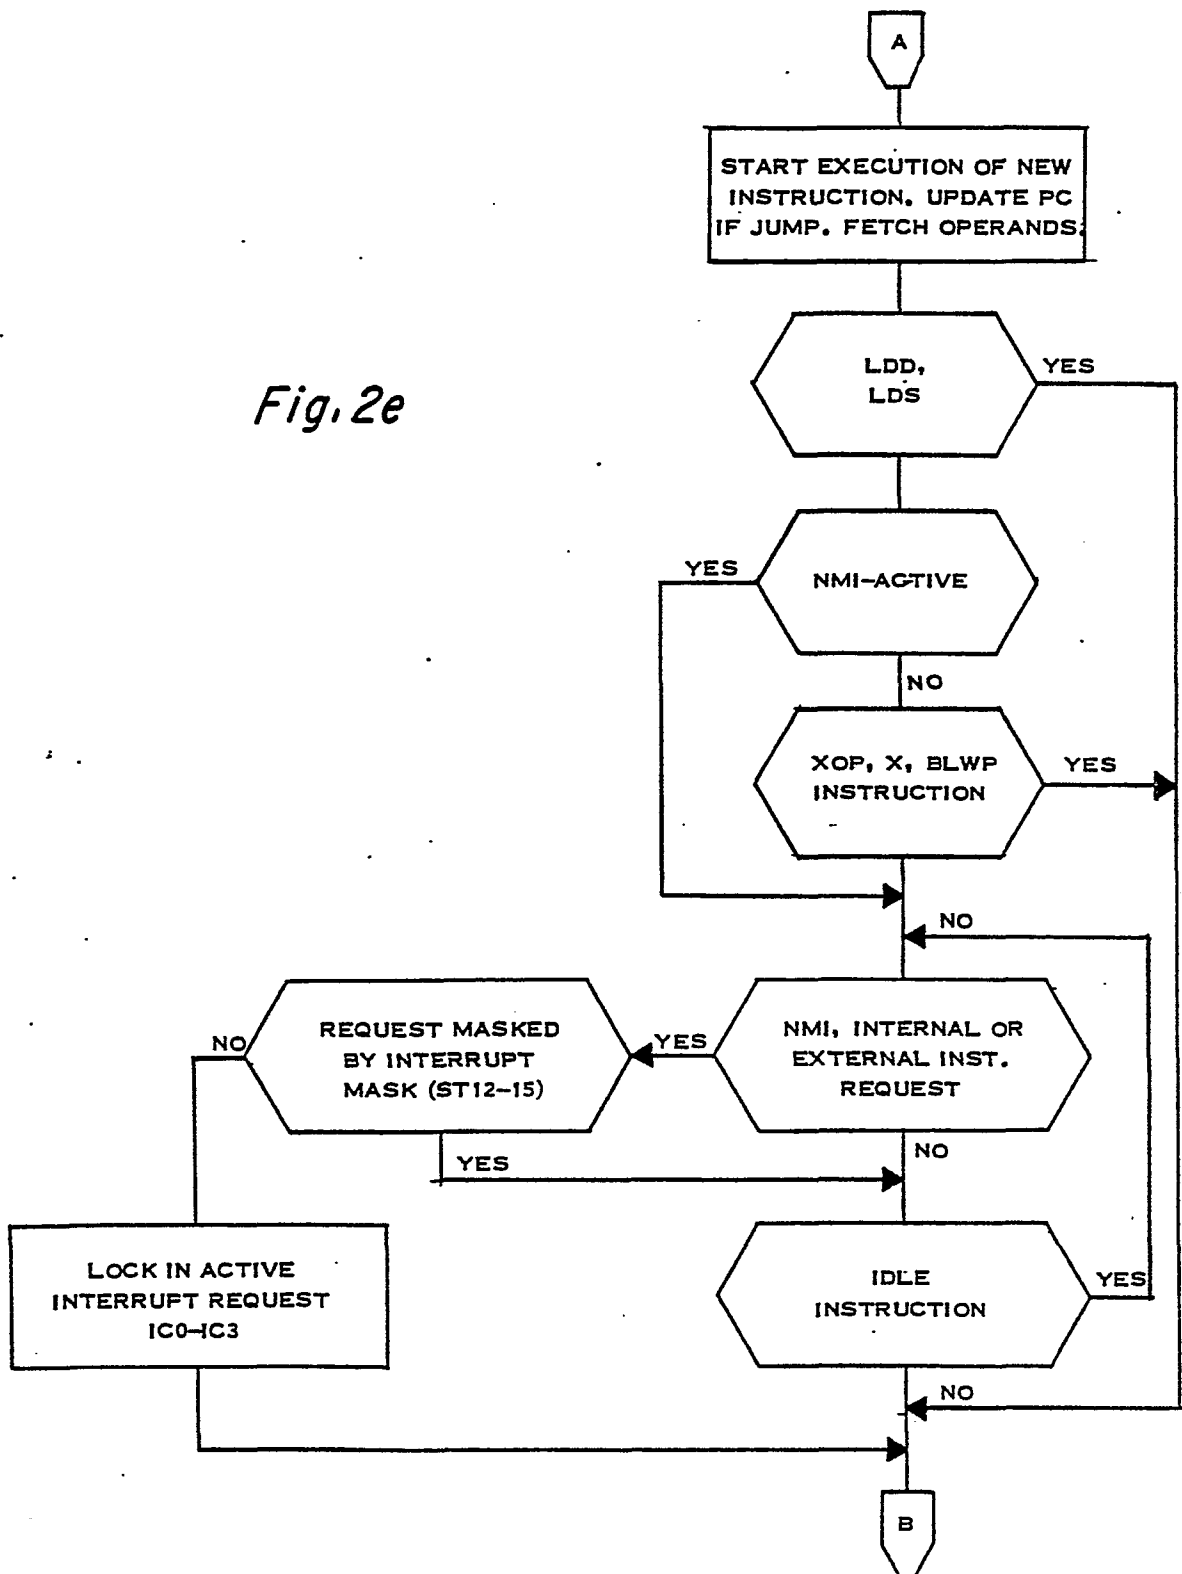 A
START EXECUTION OF NEW
INSTRUCTION. UPDATE PC
IF JUMP. FETCH OPERANDS.
LDD,
LDS
YES
Fig. 2e
NMI-ACTIVE
YES
NO
XOP, X, BLWP
INSTRUCTION
YES
NO
REQUEST MASKED
BY INTERRUPT
MASK (ST12-15)
NO
YES
NMI, INTERNAL OR
EXTERNAL INST.
REQUEST
NO
YES
LOCK IN ACTIVE
INTERRUPT REQUEST
IC0-IC3
IDLE
INSTRUCTION
YES
NO
B